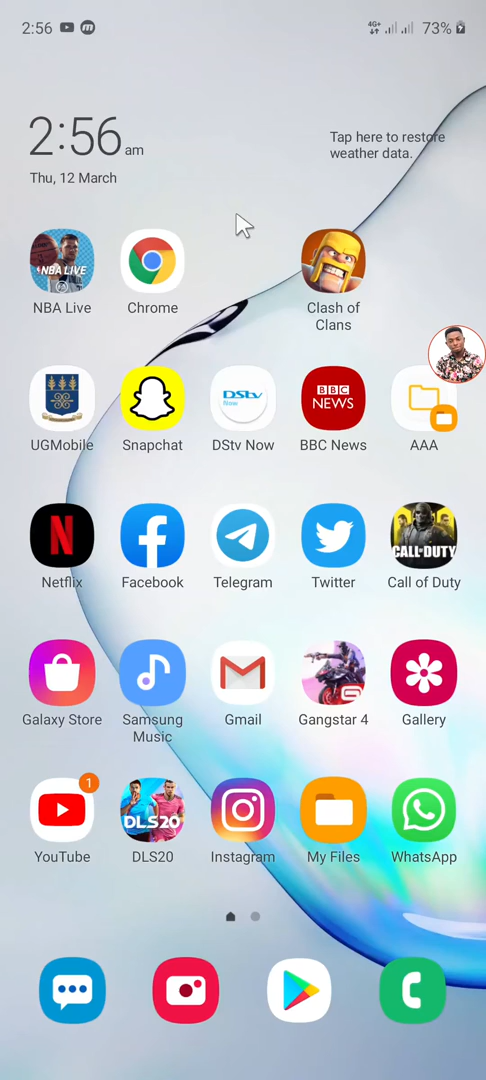 2:56
4G+
73%
2:56 am
Thu, 12 March
Tap here to restore
weather data.
NBA LIVE
NBA Live
Chrome
Clash of
Clans
DStv
Now
BBC
NEWS
UGMobile
Snapchat
DStv Now
BBC News
AAA
N
CALL DUTY
Netflix
Facebook
Telegram
Twitter
Call of Duty
Galaxy Store
Samsung
Music
Gmail
Gangstar 4
Gallery
1
DLS20
YouTube
DLS20
Instagram
My Files
WhatsApp